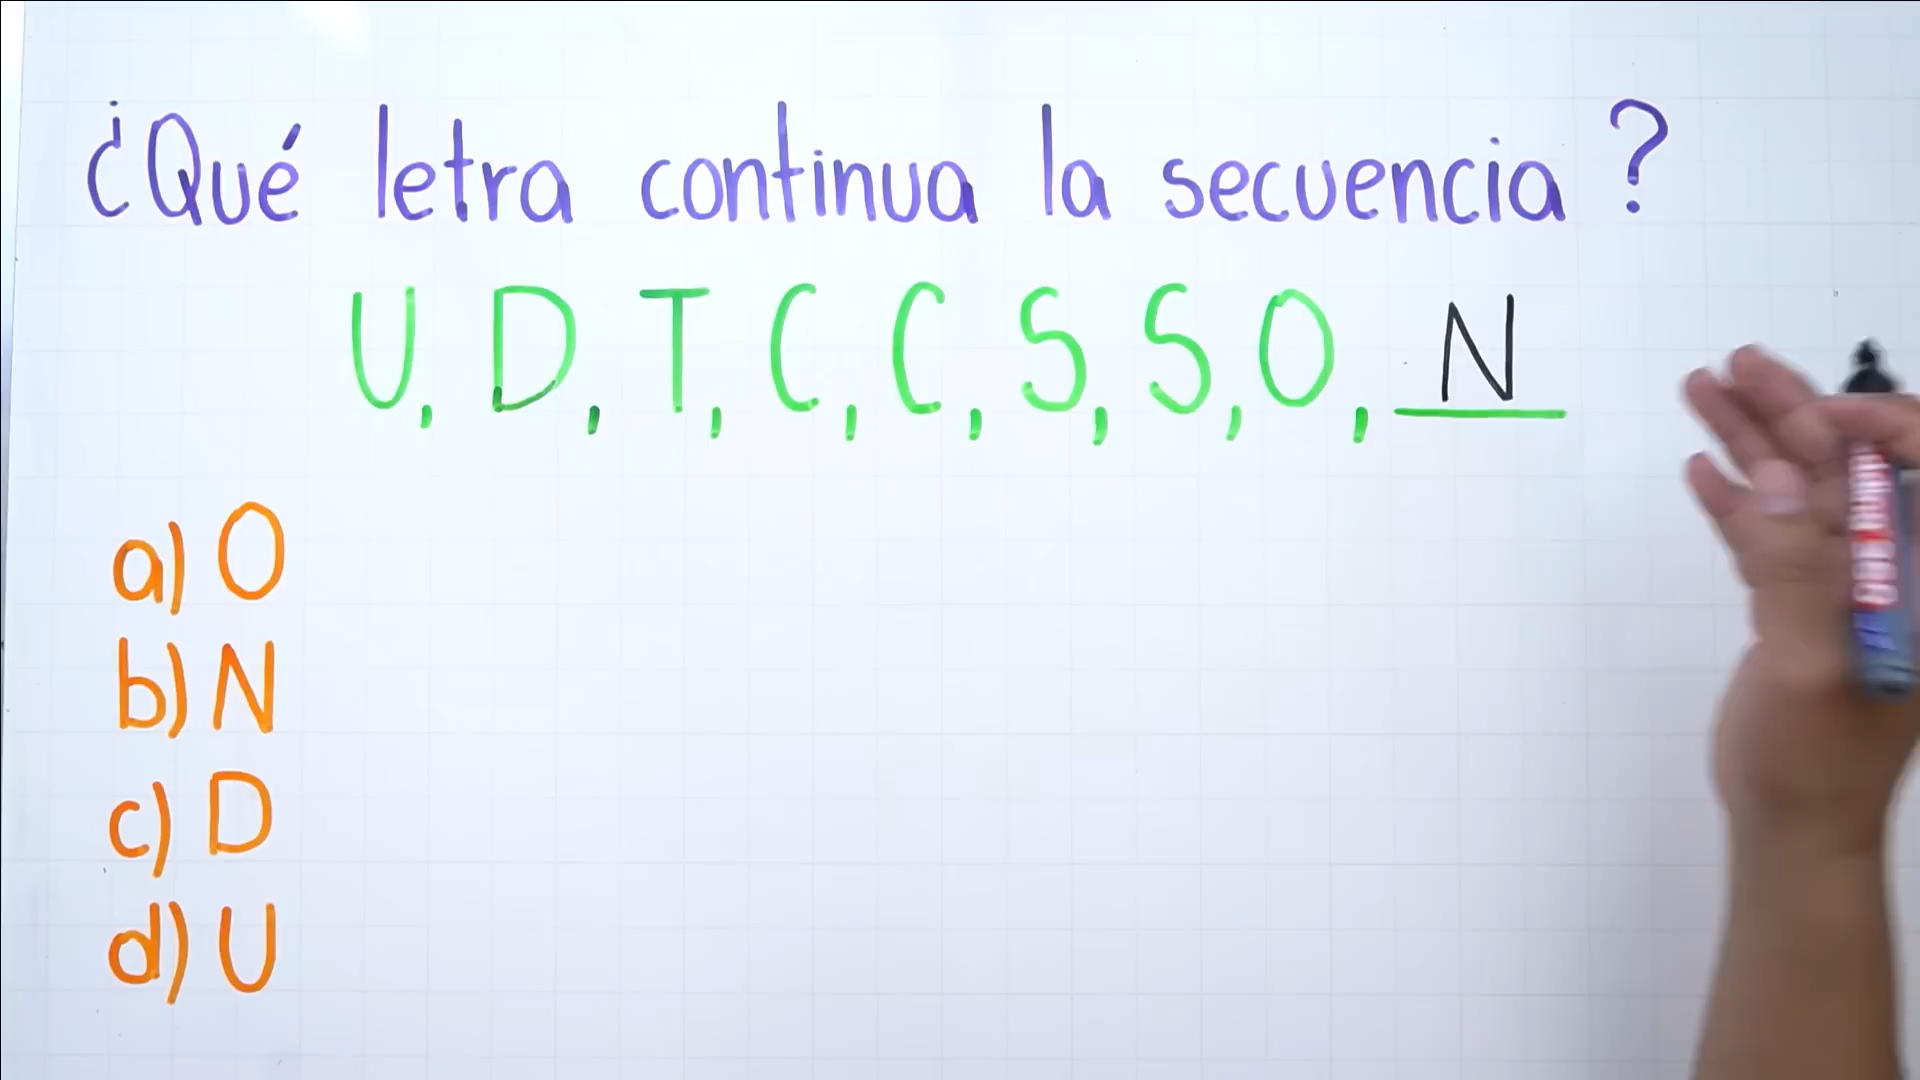 ¿Qué letra continua la secuencia?
U, D, T, C, C, S, S, O, N
a) O
b) N
c) D
d) U